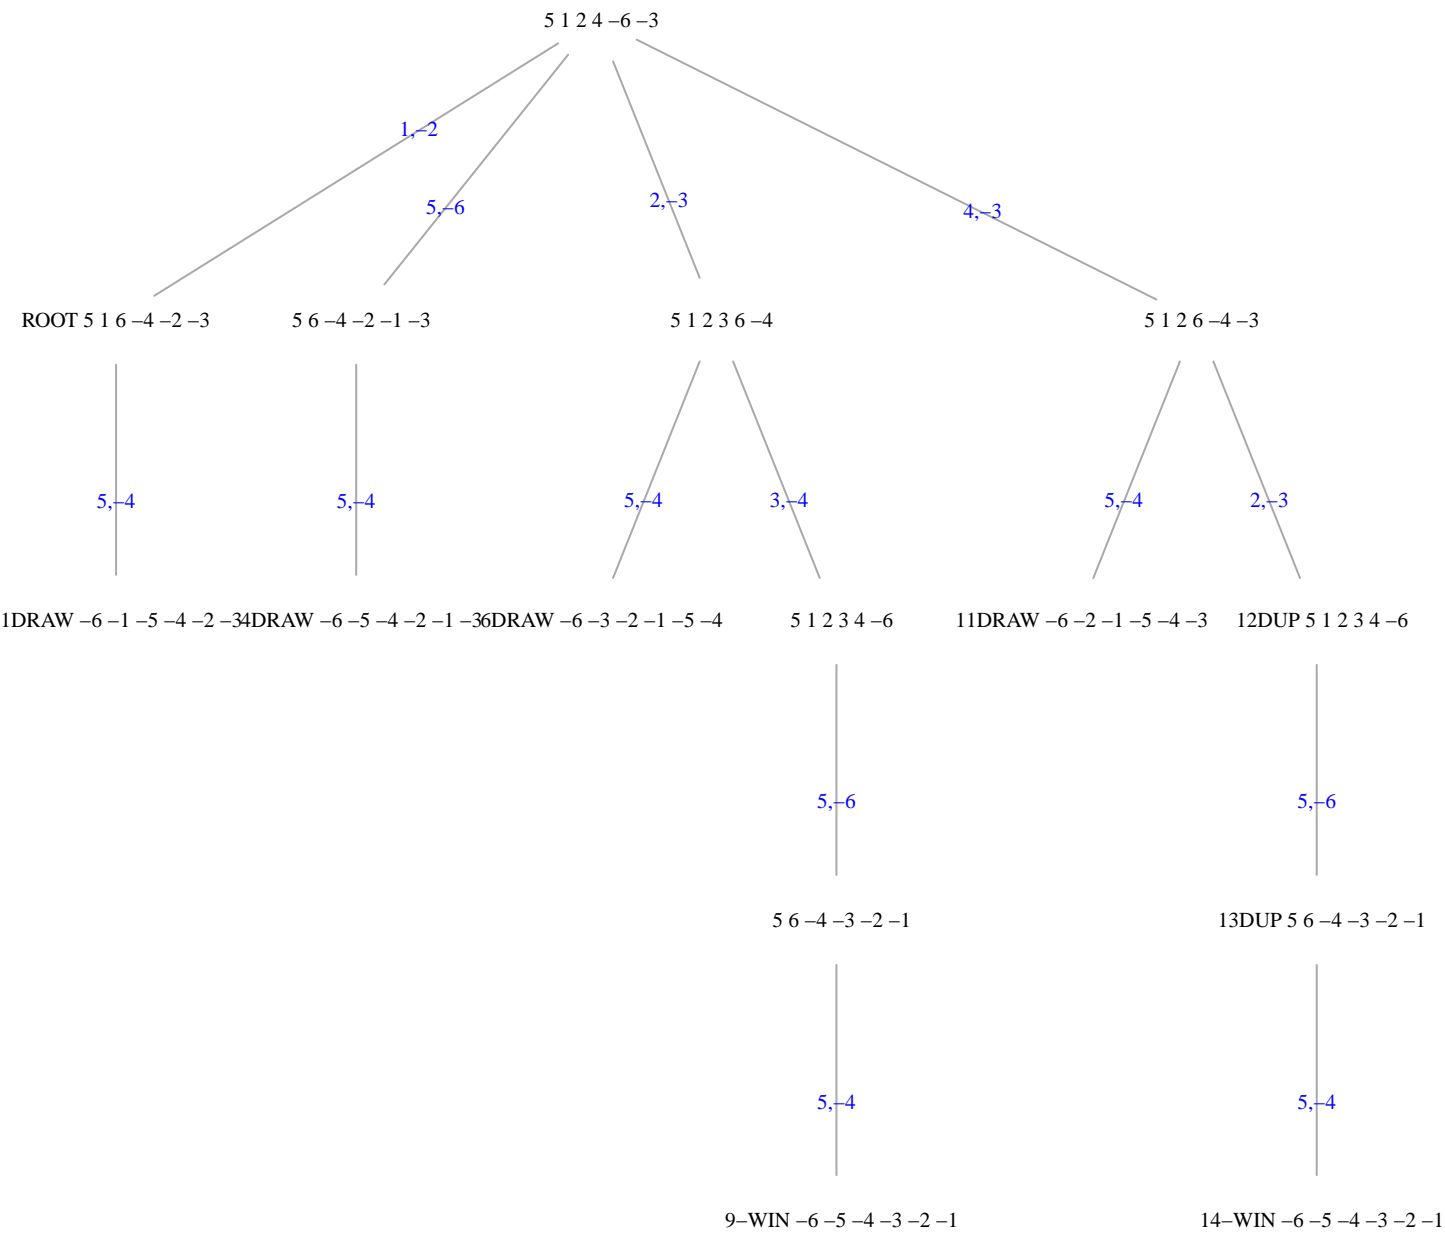 5 1 2 4 –6 –3
1,–2
5,–6
2,–3
4,–3
ROOT 5 1 6 –4 –2 –3
5 6 –4 –2 –1 –3
5 1 2 3 6 –4
5 1 2 6 –4 –3
5,–4
5,–4
5,–4
3,–4
5,–4
2,–3
1DRAW –6 –1 –5 –4 –2 –3
4DRAW –6 –5 –4 –2 –1 –3
6DRAW –6 –3 –2 –1 –5 –4
5 1 2 3 4 –6
11DRAW –6 –2 –1 –5 –4 –3
12DUP 5 1 2 3 4 –6
5,–6
5,–6
5 6 –4 –3 –2 –1
13DUP 5 6 –4 –3 –2 –1
5,–4
5,–4
9–WIN –6 –5 –4 –3 –2 –1
14–WIN –6 –5 –4 –3 –2 –1